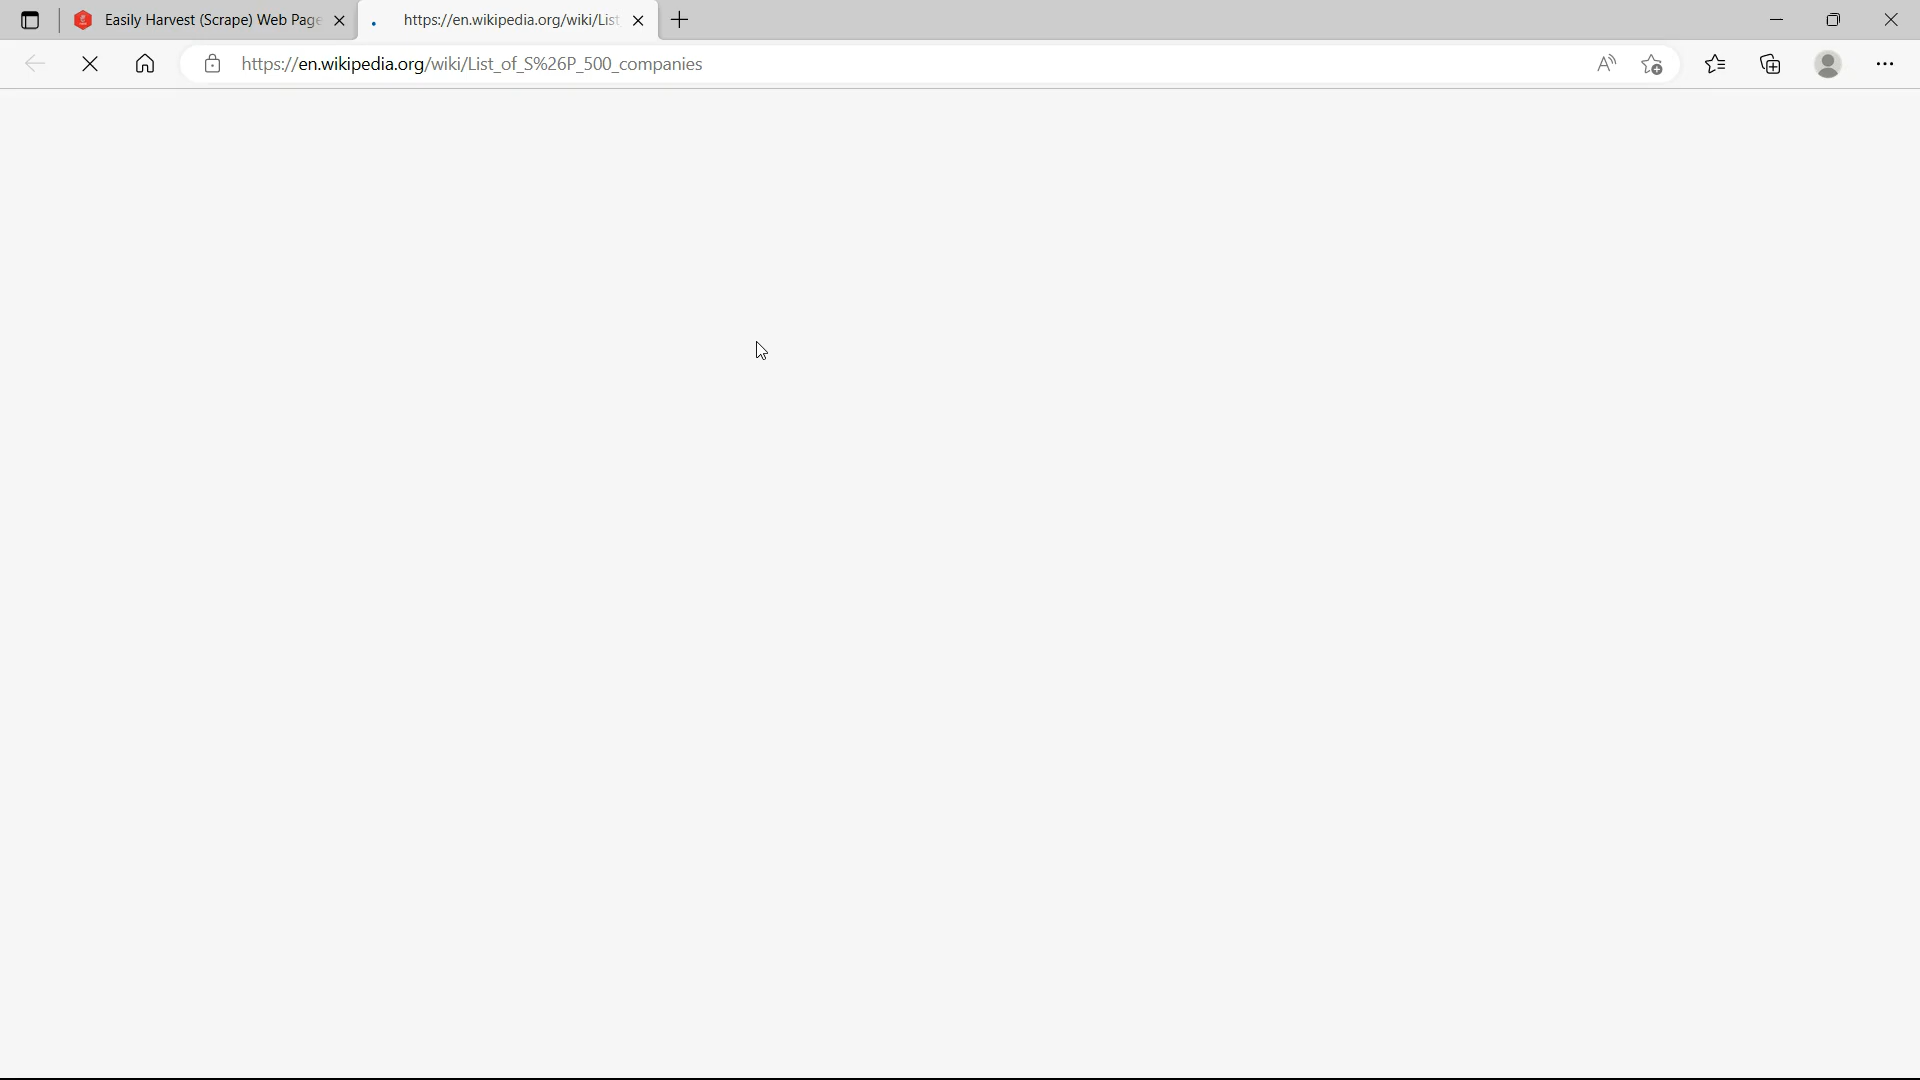 Easily Harvest (Scrape) Web Page
https://en.wikipedia.org/wiki/List
https://en.wikipedia.org/wiki/List_of_S%26P_500_companies